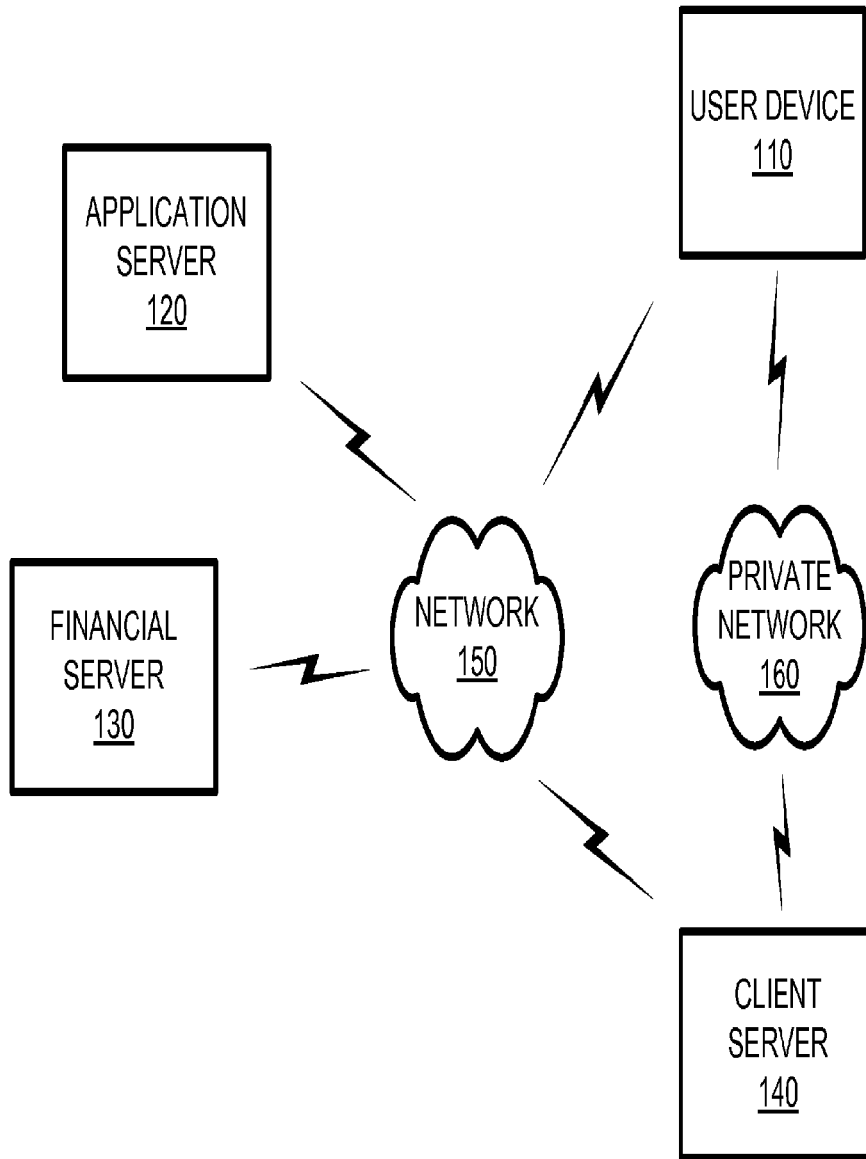 USER DEVICE
110
APPLICATION
SERVER
120
NETWORK
150
PRIVATE
NETWORK
160
FINANCIAL
SERVER
130
CLIENT
SERVER
140